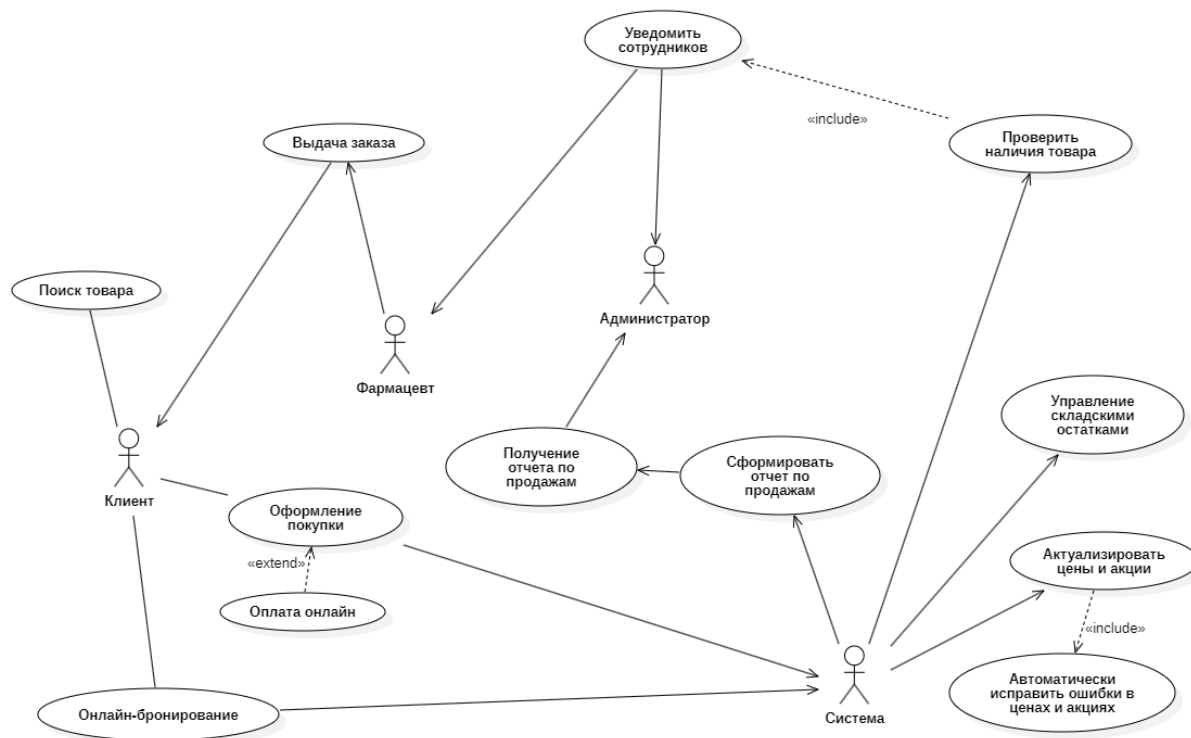 Уведомить
сотрудников
«include»
Проверить
наличия товара
Выдача заказа
Поиск товара
Администратор
Фармацевт
Управление
складскими
остатками
Получение
отчета по
продажам
Сформировать
отчет по
продажам
Клиент
Оформление
покупки
«extend»
Оплата онлайн
Актуализировать
цены и акции
«include»
Автоматически
исправить ошибки в
ценах и акциях
Онлайн-бронирование
Система